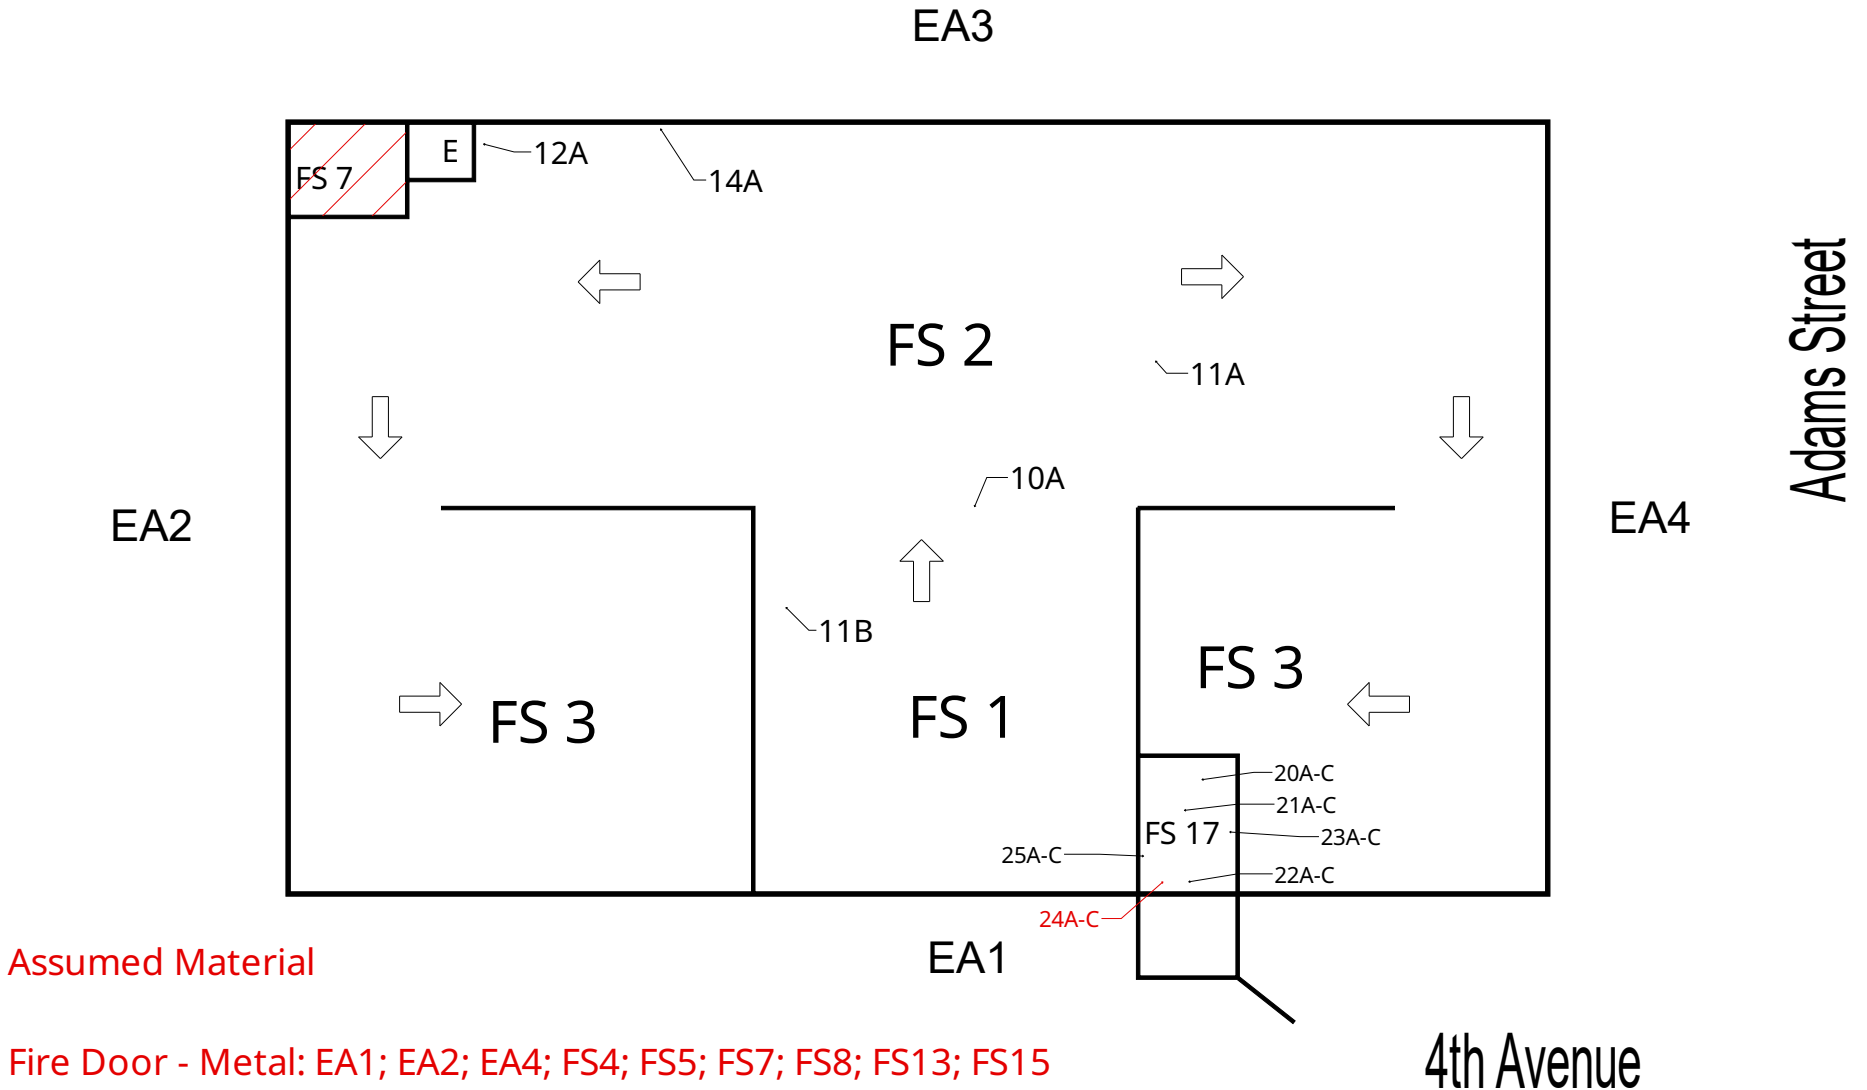 EA3
E
12A
FS 7
14A
Adams Street
FS 2
11A
10A
EA2
EA4
11B
FS 3
FS 3
FS 1
20A-C
21A-C
FS 17
23A-C
25A-C
22A-C
24A-C
EA1
Assumed Material
4th Avenue
Fire Door - Metal: EA1; EA2; EA4; FS4; FS5; FS7; FS8; FS13; FS15